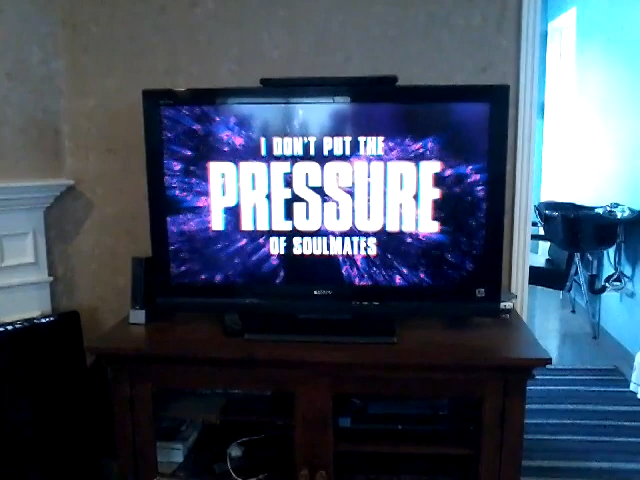 I DON'T PUT THE
PRESSURE
OF SOULMATES